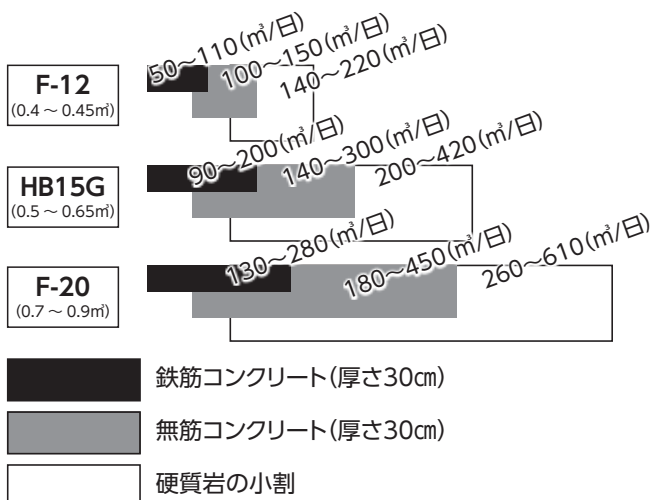 50～110(㎥/日)
100～150(㎥/日)
140～220(㎥/日)
F-12
(0.4 ～ 0.45㎥)
90～200(㎥/日)
140～300(㎥/日)
200～420(㎥/日)
HB15G
(0.5 ～ 0.65㎥)
130～280(㎥/日)
180～450(㎥/日)
260～610(㎥/日)
F-20
(0.7 ～ 0.9㎥)
鉄筋コンクリート(厚さ30㎝)
無筋コンクリート(厚さ30㎝)
硬質岩の小割